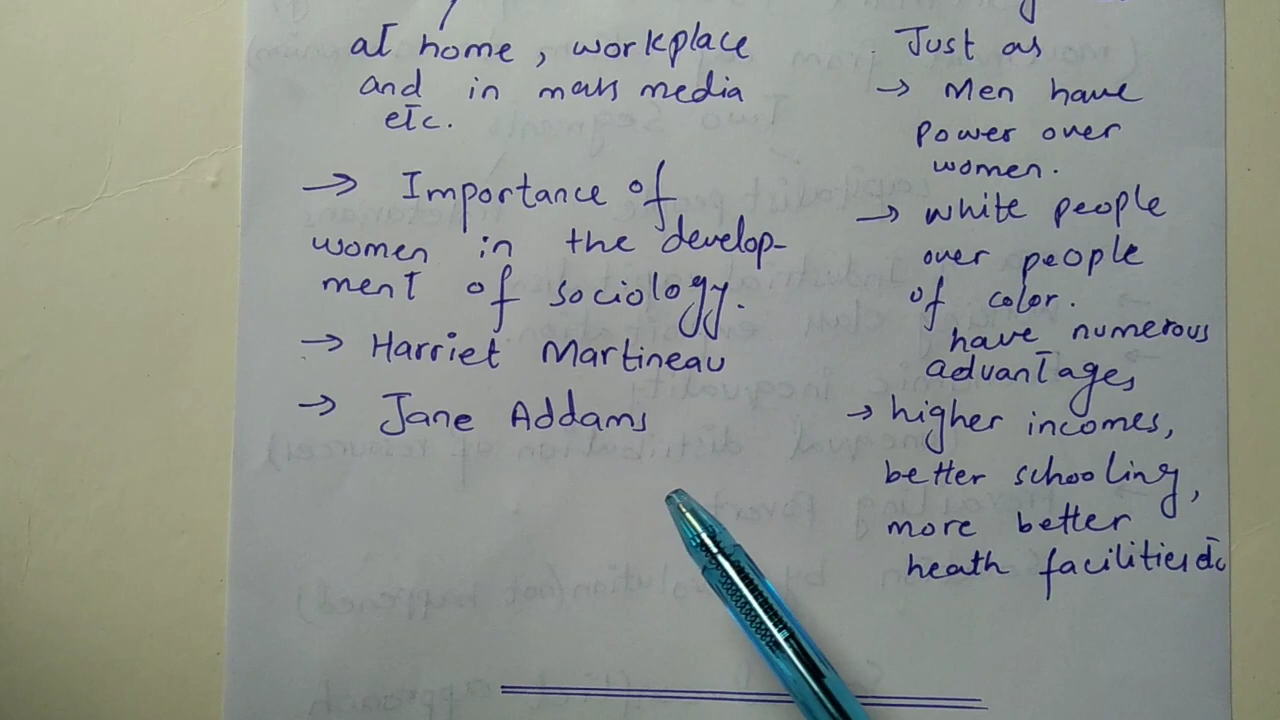 at home, workplace
and in mass media
etc.
→ Importance of
women in the develop-
ment of sociology.
→ Harriet Martineau
→ Jane Addams
Just as
→ Men have
power over
women.
→ white people
over people
of color.
have numerous
advantages
→ higher incomes,
better schooling,
more better
heath facilities etc